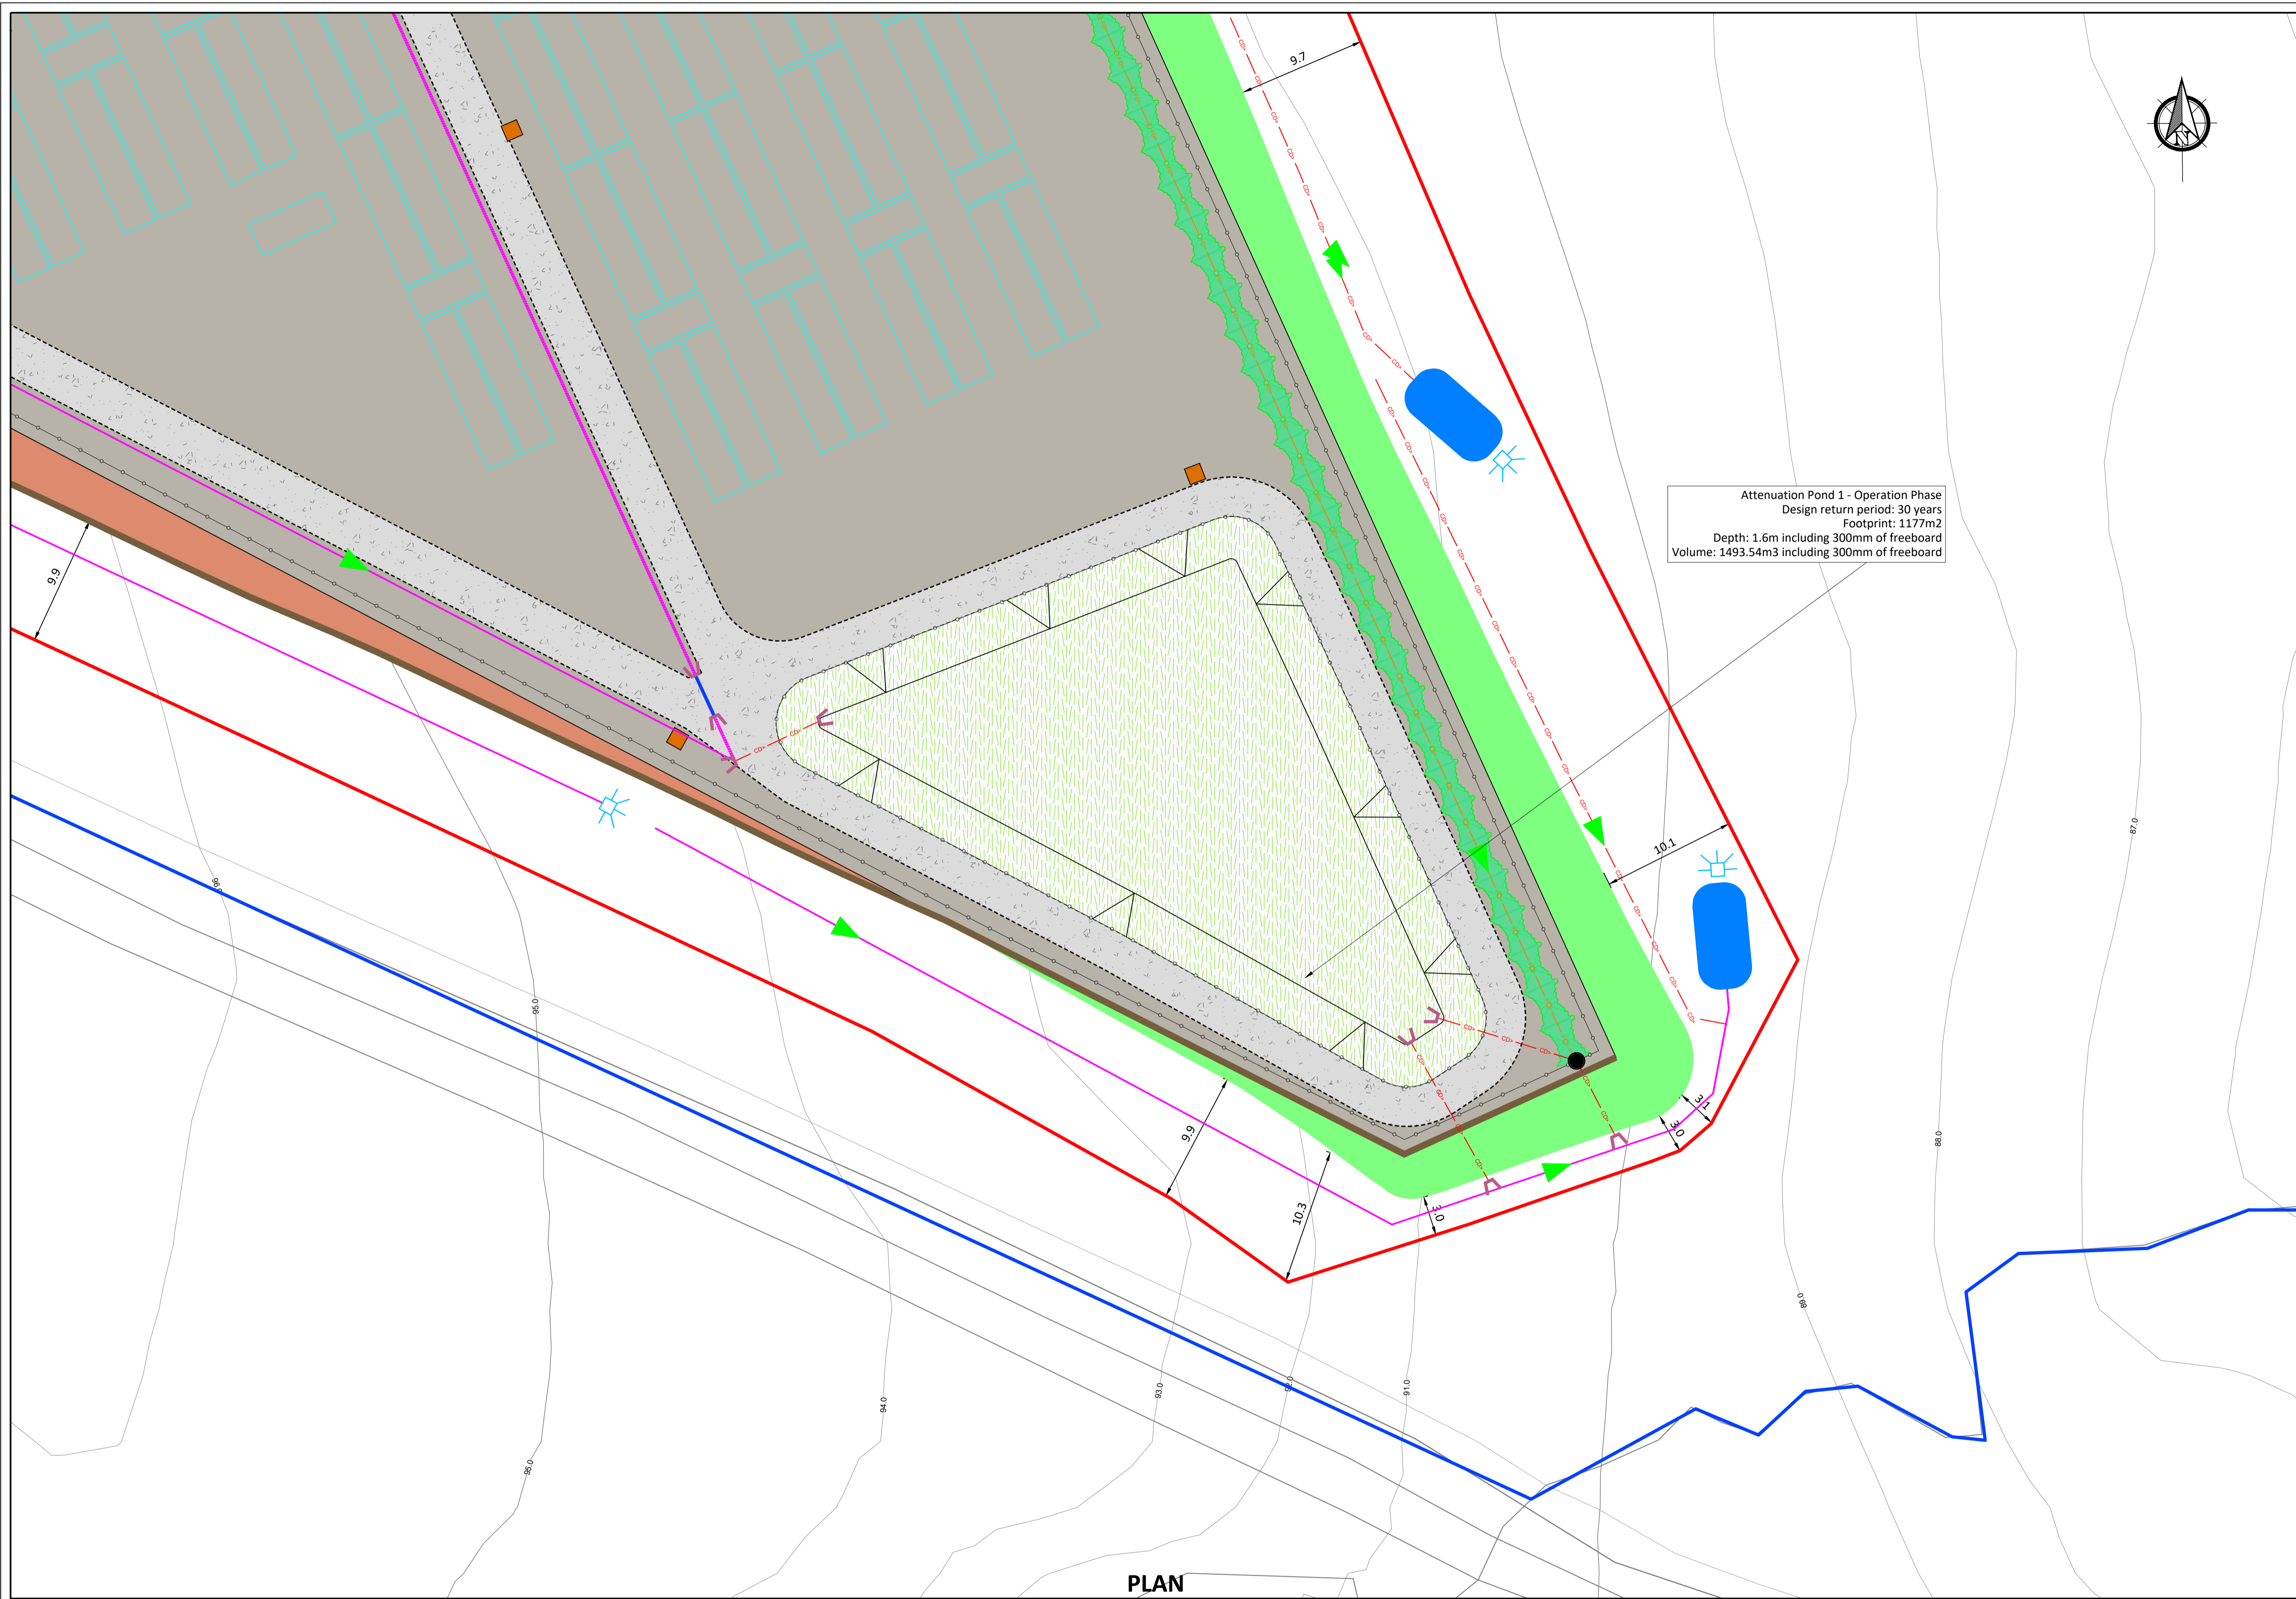 9.7
N
Attenuation Pond 1 - Operation Phase
Design return period: 30 years
Footprint: 1177m2
Depth: 1.6m including 300mm of freeboard
Volume: 1493.54m3 including 300mm of freeboard
9.9
10.1
87.0
96.0
95.0
9.9
10.3
3.0
3.0
3.1
88.0
89.0
93.0
92.0
91.0
94.0
95.0
PLAN